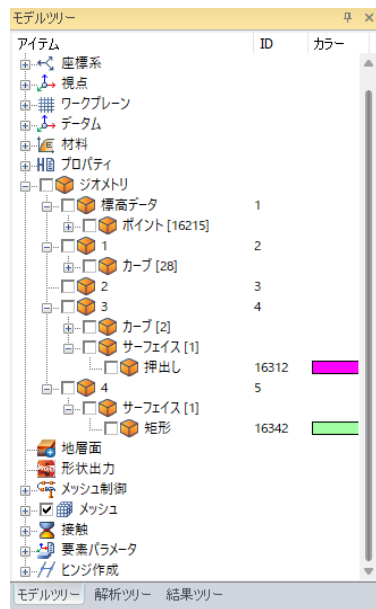 モデルツリー
アイテム ID カラー
座標系
視点
ワークプレーン
データム
材料
プロパティ
ジオメトリ
標高データ 1
ポイント [16215]
1 2
カーブ [28]
2 3
3 4
カーブ [2]
サーフェイス [1]
押出し 16312
4 5
サーフェイス [1]
矩形 16342
地層面
形状出力
メッシュ制御
メッシュ
接触
要素パラメータ
ヒンジ作成
モデルツリー 解析ツリー 結果ツリー